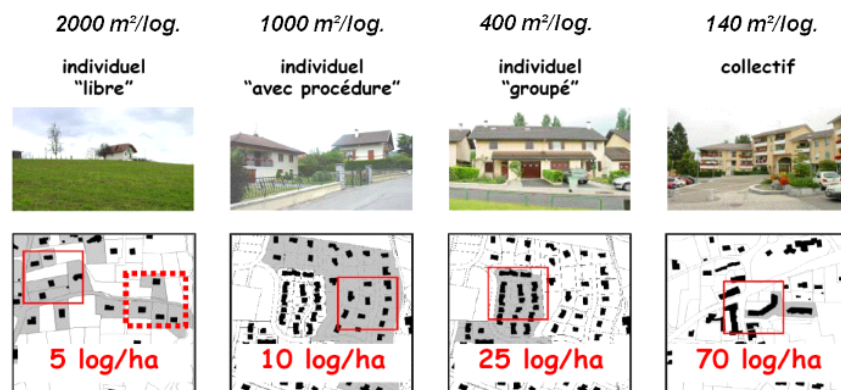 2000 m²/log.
1000 m²/log.
400 m²/log.
140 m²/log.
individuel
“libre”
individuel
“avec procédure”
individuel
“groupé”
collectif
5 log/ha
10 log/ha
25 log/ha
70 log/ha